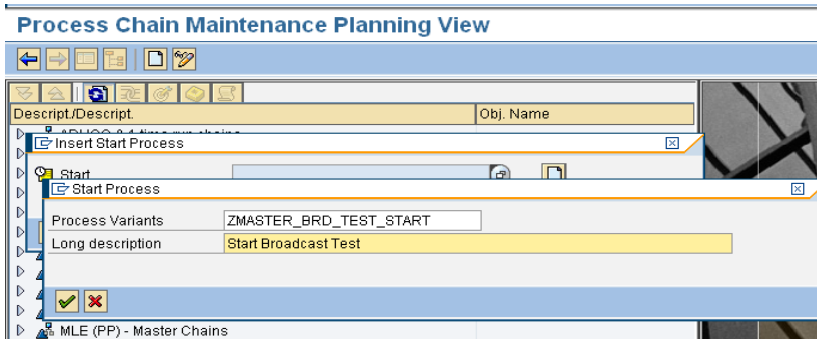 Process Chain Maintenance Planning View
Descript./Descript.
Obj. Name
Insert Start Process
Start
Start Process
Process Variants ZMASTER_BRD_TEST_START
Long description Start Broadcast Test
MLE (PP) - Master Chains